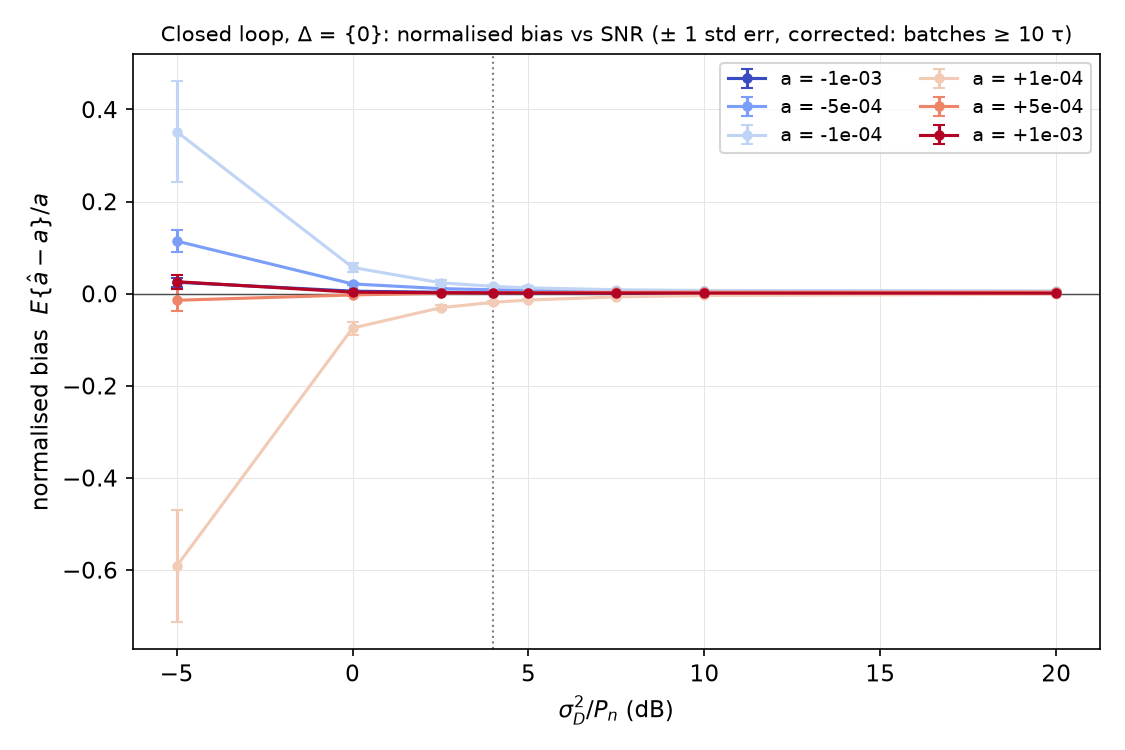 Closed loop, Δ = {0}: normalised bias vs SNR (± 1 std err, corrected: batches ≥ 10 τ)
a = -1e-03
a = -5e-04
a = -1e-04
a = +1e-04
a = +5e-04
a = +1e-03
normalised bias E{â − a}/a
0.4
0.2
0.0
−0.2
−0.4
−0.6
−5 0 5 10 15 20
σ²_D/P_n (dB)